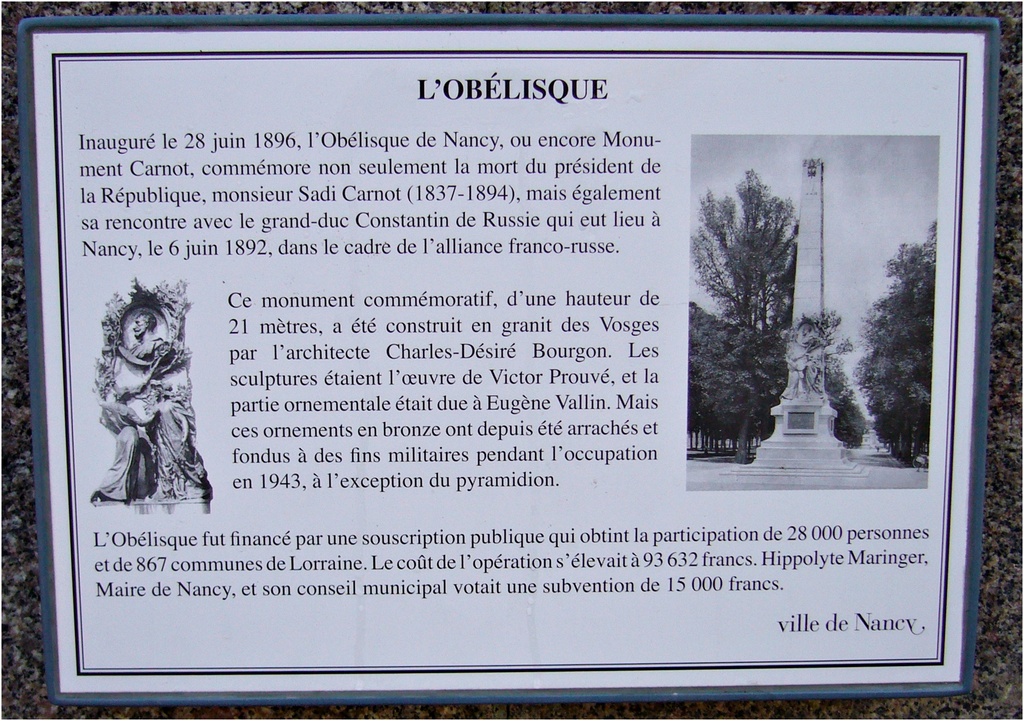 L'OBÉLISQUE
Inauguré le 28 juin 1896, l'Obélisque de Nancy, ou encore Monu-
ment Carnot, commémore non seulement la mort du président de
la République, monsieur Sadi Carnot (1837-1894), mais également
sa rencontre avec le grand-duc Constantin de Russie qui eut lieu à
Nancy, le 6 juin 1892, dans le cadre de l'alliance franco-russe.
Ce monument commémoratif, d'une hauteur de
21 mètres, a été construit en granit des Vosges
par l'architecte Charles-Désiré Bourgon. Les
sculptures étaient l'œuvre de Victor Prouvé, et la
partie ornementale était due à Eugène Vallin. Mais
ces ornements en bronze ont depuis été arrachés et
fondus à des fins militaires pendant l'occupation
en 1943, à l'exception du pyramidion.
L'Obélisque fut financé par une souscription publique qui obtint la participation de 28 000 personnes
et de 867 communes de Lorraine. Le coût de l'opération s'élevait à 93 632 francs. Hippolyte Maringer,
Maire de Nancy, et son conseil municipal votait une subvention de 15 000 francs.
ville de Nancy